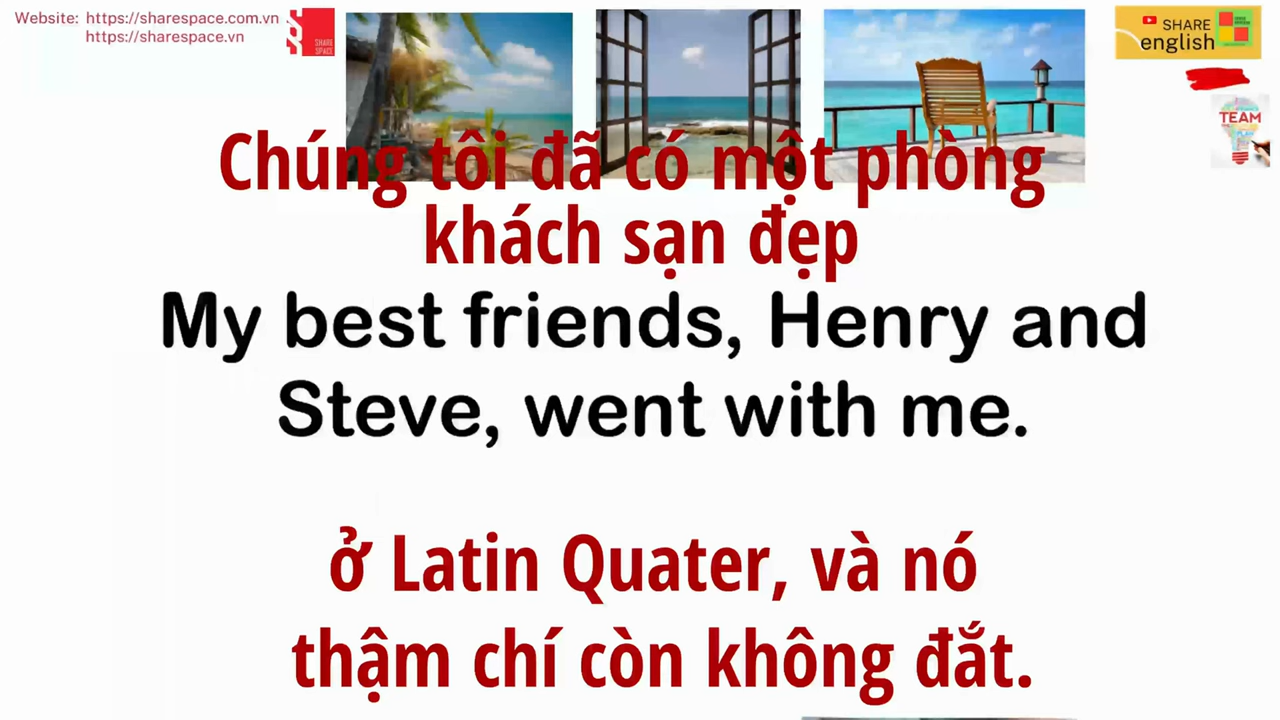 Website: https://sharespace.com.vn
https://sharespace.vn
SHARE
SPACE
SHARE
english
TEAM
Chúng tôi đã có một phòng
khách sạn đẹp
My best friends, Henry and
Steve, went with me.
ở Latin Quater, và nó
thậm chí còn không đắt.